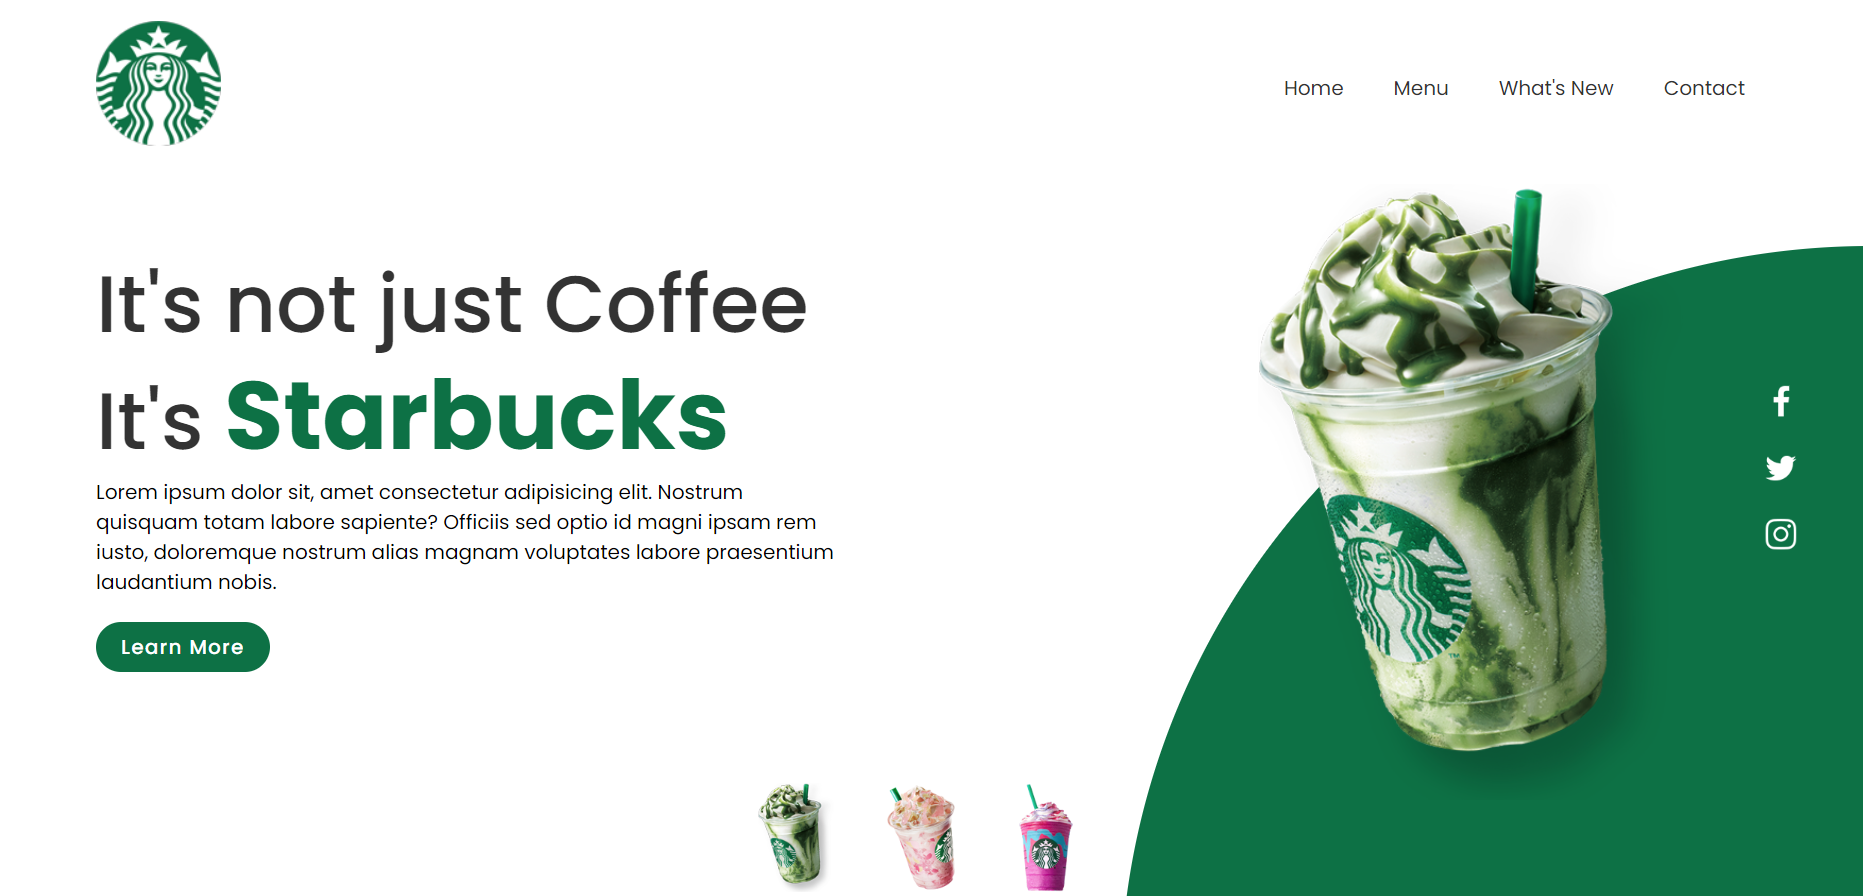 Home
Menu
What's New
Contact
It's not just Coffee
It's Starbucks
Lorem ipsum dolor sit, amet consectetur adipisicing elit. Nostrum
quisquam totam labore sapiente? Officiis sed optio id magni ipsam rem
iusto, doloremque nostrum alias magnam voluptates labore praesentium
laudantium nobis.
Learn More
TM